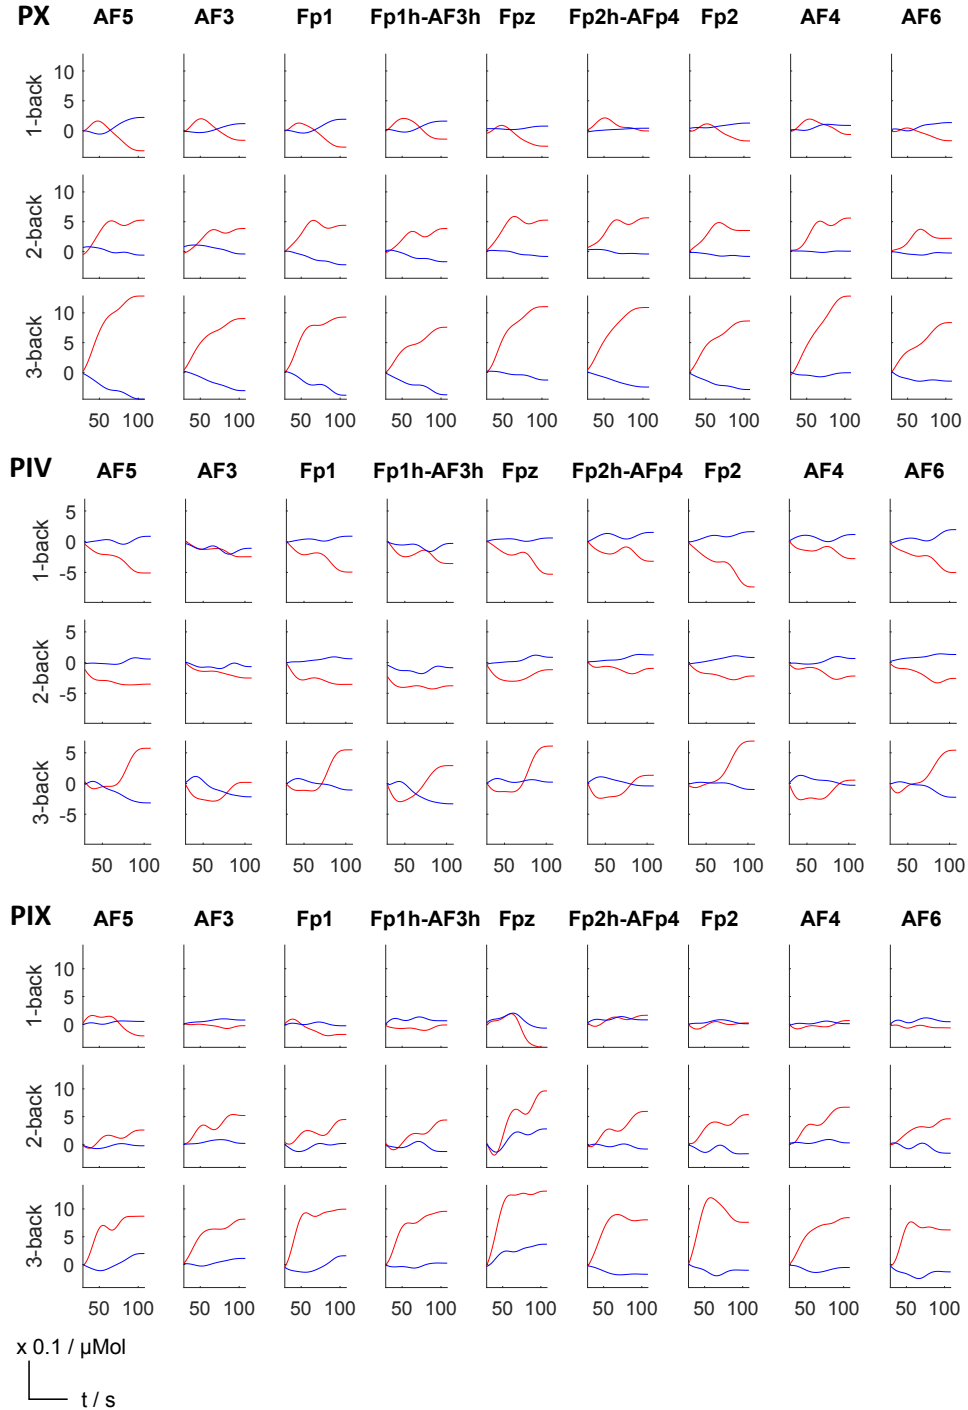 PX AF5 AF3 Fp1 Fp1h-AF3h Fpz Fp2h-AFp4 Fp2 AF4 AF6
1-back 10 5 0
2-back 10 5 0
3-back 10 5 0
50 100 50 100 50 100 50 100 50 100 50 100 50 100 50 100 50 100
PIV AF5 AF3 Fp1 Fp1h-AF3h Fpz Fp2h-AFp4 Fp2 AF4 AF6
1-back 5 0 -5
2-back 5 0 -5
3-back 5 0 -5
50 100 50 100 50 100 50 100 50 100 50 100 50 100 50 100 50 100
PIX AF5 AF3 Fp1 Fp1h-AF3h Fpz Fp2h-AFp4 Fp2 AF4 AF6
1-back 10 5 0
2-back 10 5 0
3-back 10 5 0
50 100 50 100 50 100 50 100 50 100 50 100 50 100 50 100 50 100
x 0.1 / µMol
t / s